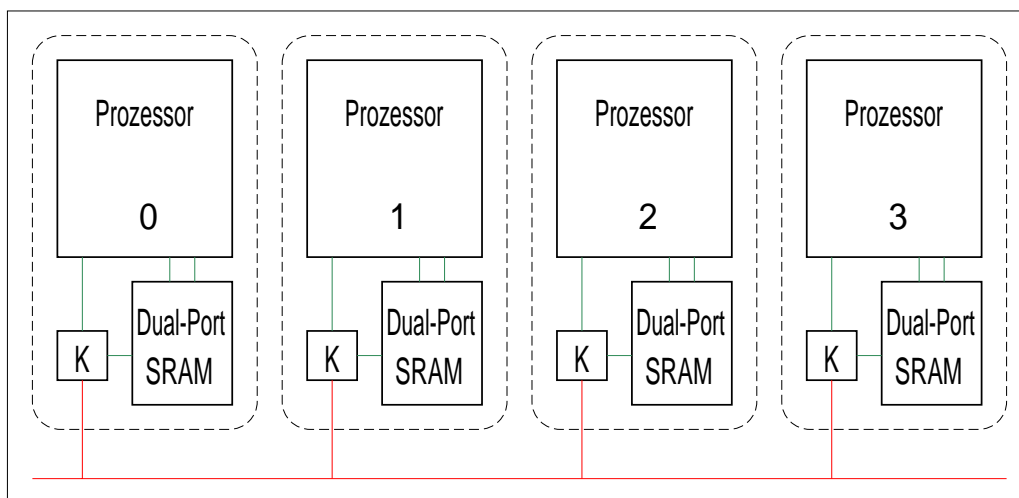 Prozessor Prozessor Prozessor Prozessor
0 1 2 3
Dual-Port Dual-Port Dual-Port Dual-Port
K SRAM K SRAM K SRAM K SRAM